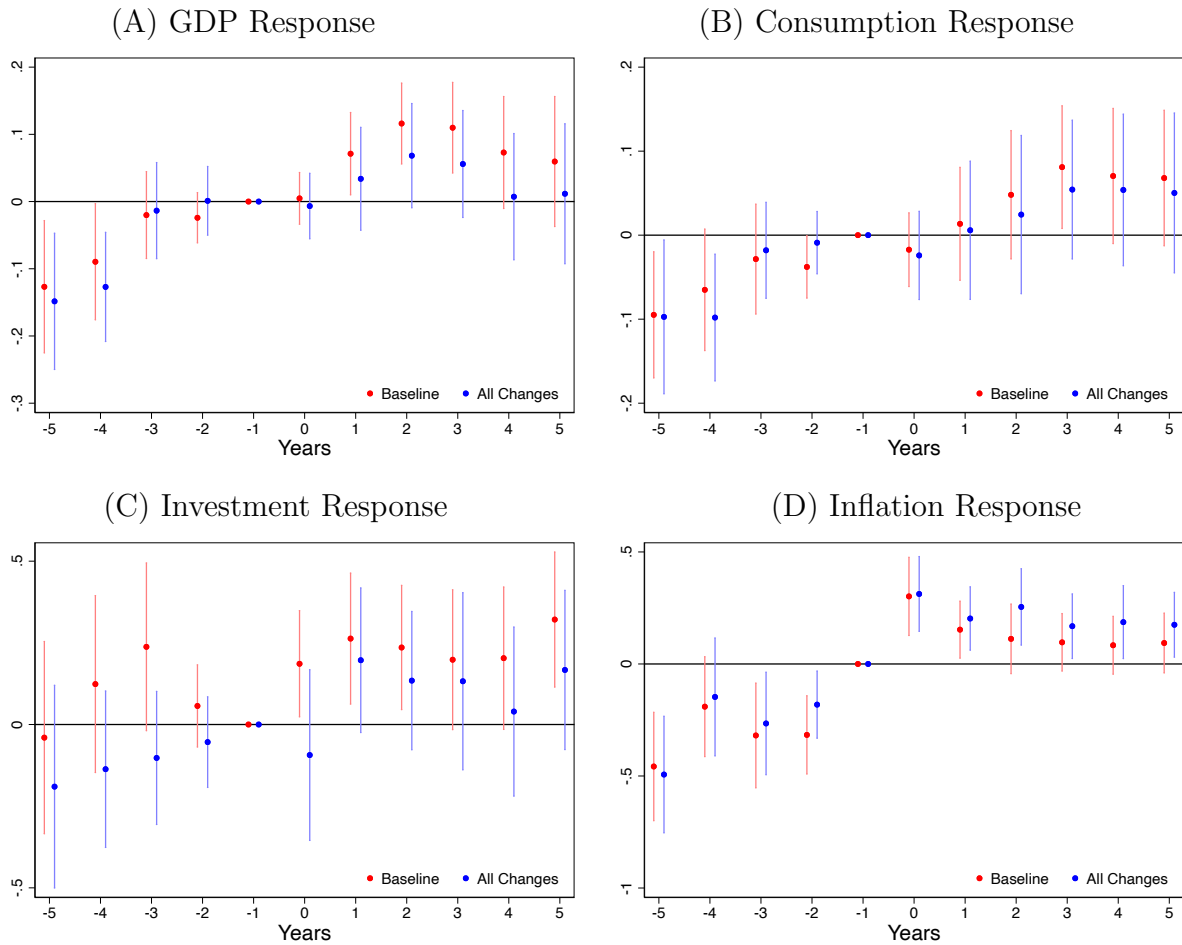 (A) GDP Response
.2
.1
0
-.1
-.2
-.3
Baseline All Changes
-5 -4 -3 -2 -1 0 1 2 3 4 5
Years
(B) Consumption Response
.2
.1
0
-.1
-.2
Baseline All Changes
-5 -4 -3 -2 -1 0 1 2 3 4 5
Years
(C) Investment Response
.5
0
-.5
Baseline All Changes
-5 -4 -3 -2 -1 0 1 2 3 4 5
Years
(D) Inflation Response
.5
0
-.5
-1
Baseline All Changes
-5 -4 -3 -2 -1 0 1 2 3 4 5
Years